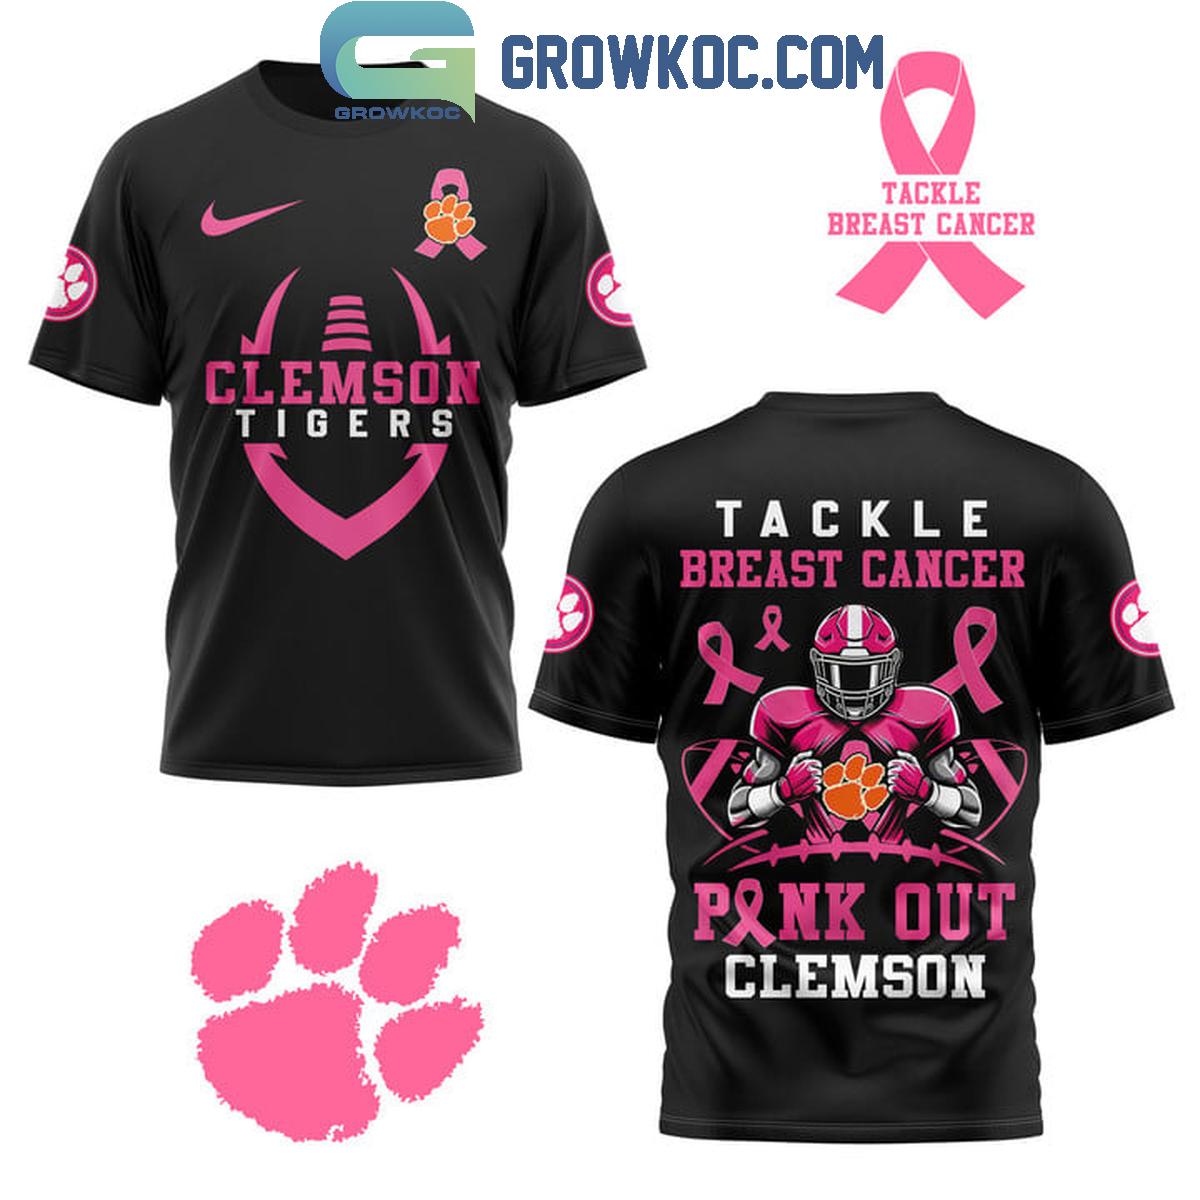 GROWKOC
GROWKOC.COM
TACKLE
BREAST CANCER
CLEMSON
TIGERS
TACKLE
BREAST CANCER
PINK OUT
CLEMSON